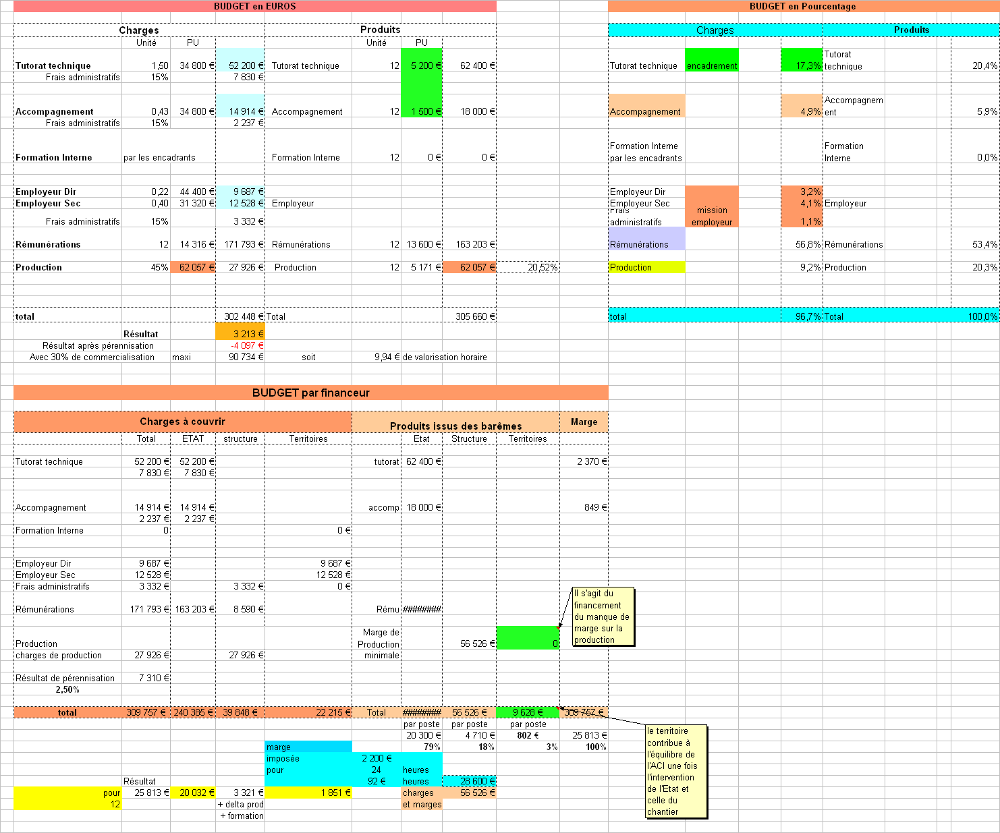 BUDGET en EUROS BUDGET en Pourcentage
Charges Produits Charges Produits
Unité PU Unité PU
Tutorat technique 1,50 34 800 € 52 200 € Tutorat technique 12 5 200 € 62 400 € Tutorat technique encadrement 17,3% Tutorat technique 20,4%
Frais administratifs 15% 7 830 €
Accompagnement 0,43 34 800 € 14 914 € Accompagnement 12 1 500 € 18 000 € Accompagnement 4,9% Accompagnement 5,9%
Frais administratifs 15% 2 237 €
Formation Interne par les encadrants Formation Interne 12 0 € 0 € Formation Interne par les encadrants Formation Interne 0,0%
Employeur Dir 0,22 44 400 € 9 687 € Employeur Dir 3,2%
Employeur Sec 0,40 31 320 € 12 528 € Employeur Employeur Sec 4,1% Employeur
Frais administratifs 15% 3 332 € Frais administratifs mission employeur 1,1%
Rémunérations 12 14 316 € 171 793 € Rémunérations 12 13 600 € 163 203 € Rémunérations 56,8% Rémunérations 53,4%
Production 45% 62 057 € 27 926 € Production 12 5 171 € 62 057 € 20,52% Production 9,2% Production 20,3%
total 302 448 € Total 305 660 € total 96,7% Total 100,0%
Résultat 3 213 €
Résultat après pérennisation -4 097 €
Avec 30% de commercialisation maxi 90 734 € soit 9,94 € de valorisation horaire
BUDGET par financeur
Charges à couvrir Produits issus des barêmes Marge
Total ETAT structure Territoires Etat Structure Territoires
Tutorat technique 52 200 € 52 200 € tutorat 62 400 € 2 370 €
7 830 € 7 830 €
Accompagnement 14 914 € 14 914 € accomp 18 000 € 849 €
2 237 € 2 237 €
Formation Interne 0 0 €
Employeur Dir 9 687 € 9 687 €
Employeur Sec 12 528 € 12 528 €
Frais administratifs 3 332 € 3 332 € 0 €
Rémunérations 171 793 € 163 203 € 8 590 € Rému #######
Il s'agit du
financement
du manque de
marge sur la
production
Marge de
Production Production 56 526 € 0
charges de production 27 926 € 27 926 € minimale
Résultat de pérennisation 7 310 €
2,50%
total 309 757 € 240 385 € 39 848 € 22 215 € Total ####### 56 526 € 9 628 € 309 757 €
par poste par poste par poste
20 300 € 4 710 € 802 € 25 813 €
marge 79% 18% 3% 100%
imposée 2 200 €
pour 24 heures
Résultat 92 € heures 28 600 €
pour 25 813 € 20 032 € 3 321 € 1 851 € charges 56 526 €
12 + delta prod et marges
+ formation
le territoire
contribue à
l'équilibre de
l'ACI une fois
l'intervention
de l'Etat et
celle du
chantier